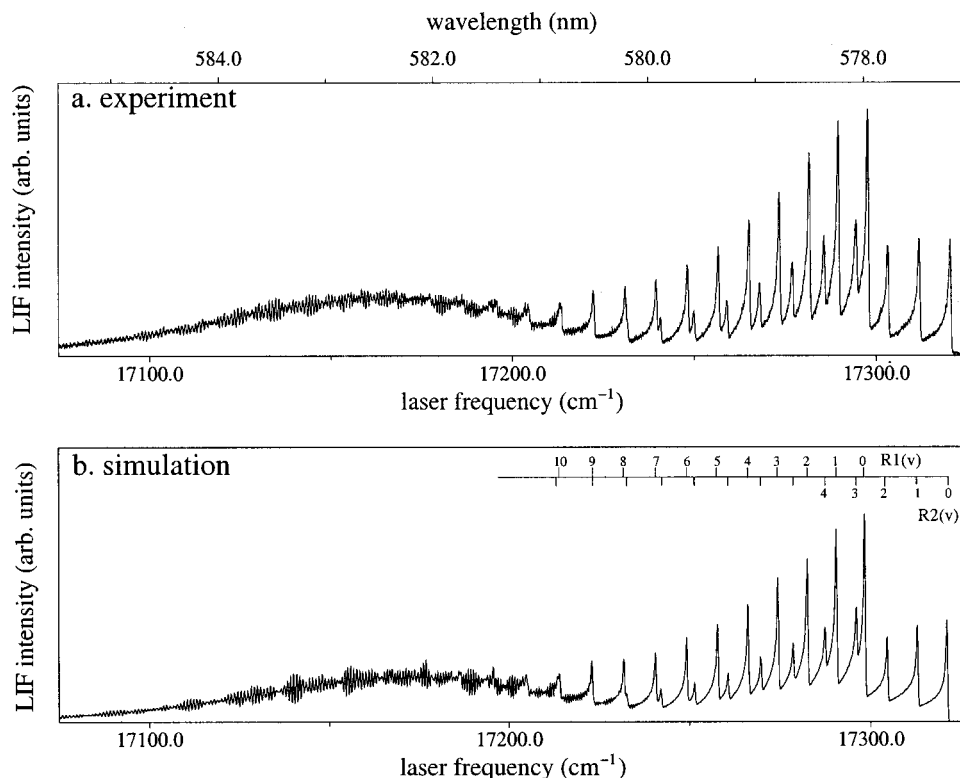 wavelength (nm)
584.0 582.0 580.0 578.0
a. experiment
LIF intensity (arb. units)
17100.0 17200.0 17300.0
laser frequency (cm⁻¹)
b. simulation
10 9 8 7 6 5 4 3 2 1 0 R1(v)
4 3 2 1 0
R2(v)
LIF intensity (arb. units)
17100.0 17200.0 17300.0
laser frequency (cm⁻¹)